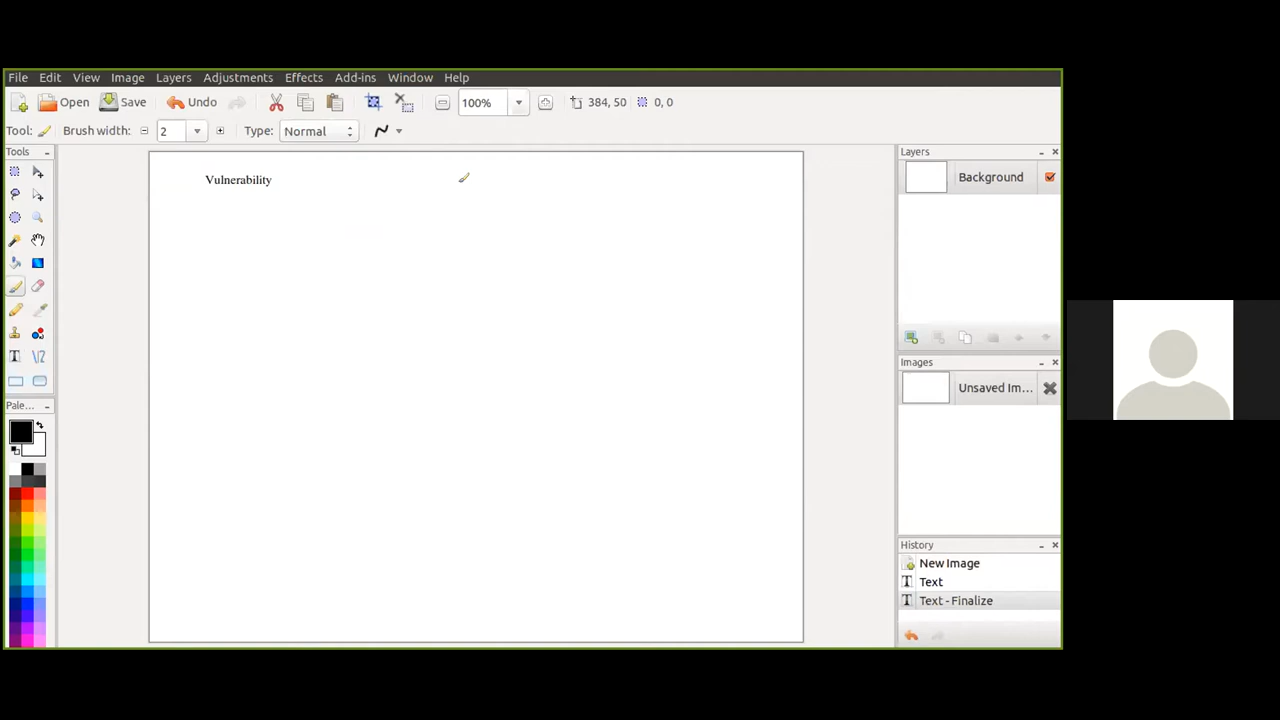 File Edit View Image Layers Adjustments Effects Add-ins Window Help
Open Save Undo 100% 384, 50 0, 0
Tool: Brush width: 2 Type: Normal
Tools
Vulnerability
Pale...
Layers
Background
Images
Unsaved Im...
History
New Image
Text
Text - Finalize